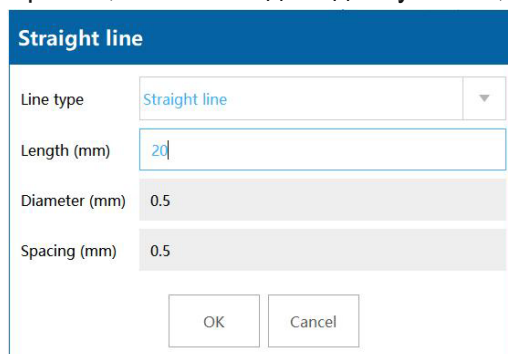 Straight line
Line type Straight line
Length (mm) 20
Diameter (mm) 0.5
Spacing (mm) 0.5
OK Cancel